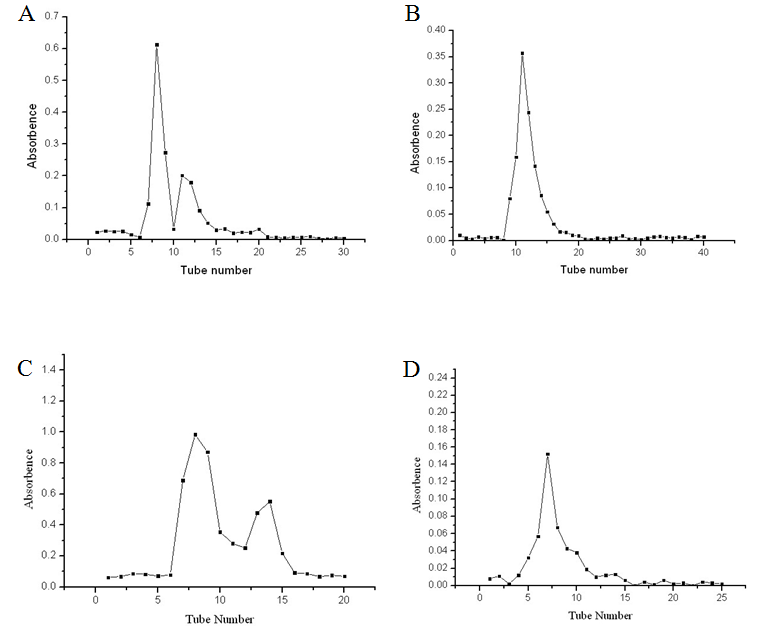 A
0.7
0.6
0.5
0.4
0.3
0.2
0.1
0.0
Absorbence
0 5 10 15 20 25 30
Tube number
B
0.40
0.35
0.30
0.25
0.20
0.15
0.10
0.05
0.00
Absorbence
0 10 20 30 40
Tube number
C
1.4
1.2
1.0
0.8
0.6
0.4
0.2
0.0
Absorbence
0 5 10 15 20
Tube Number
D
0.24
0.22
0.20
0.18
0.16
0.14
0.12
0.10
0.08
0.06
0.04
0.02
0.00
Absorbence
0 5 10 15 20 25
Tube Number